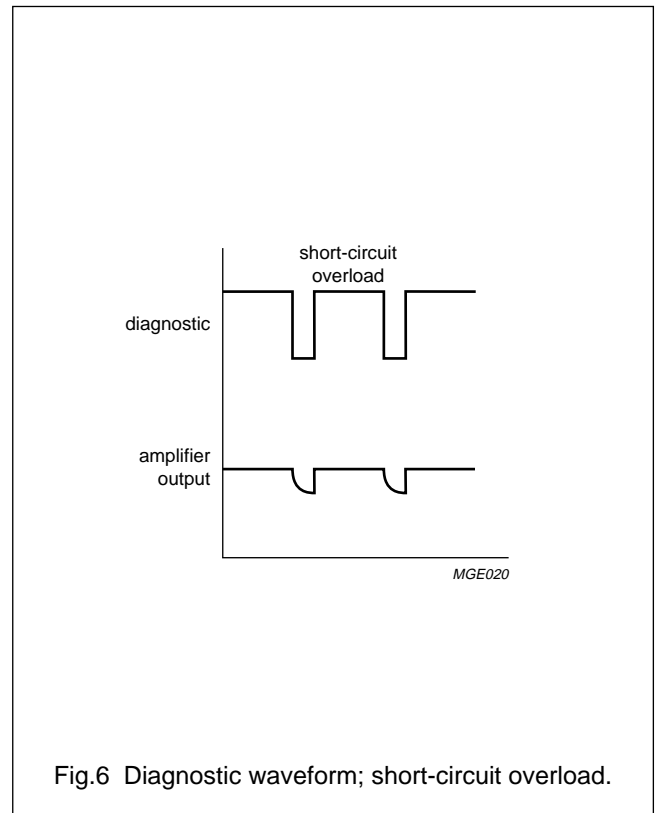 short-circuit
overload
diagnostic
amplifier
output
MGE020
Fig.6 Diagnostic waveform; short-circuit overload.